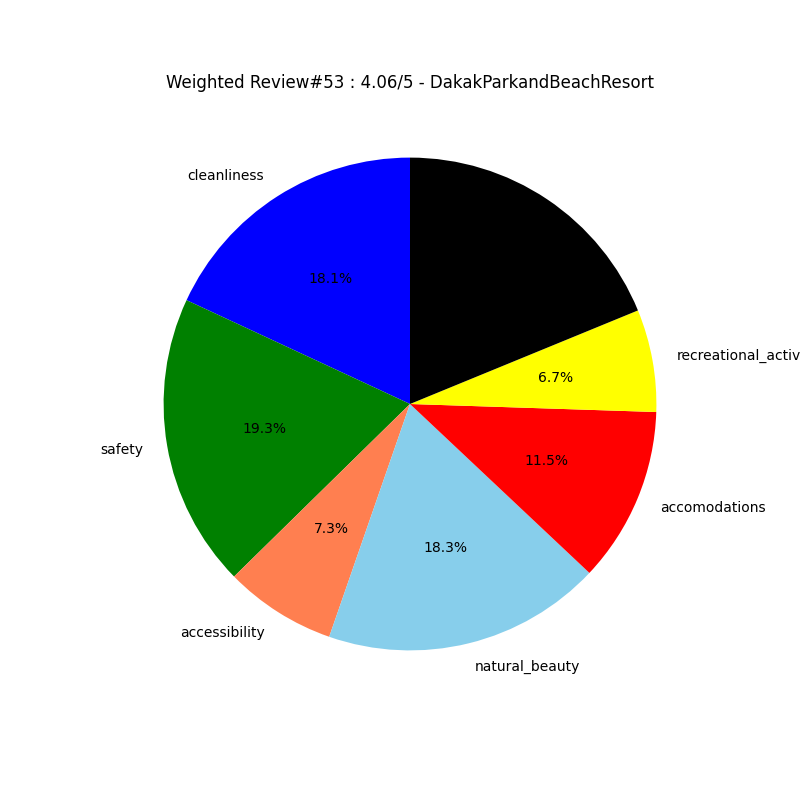 Weighted Review#53 : 4.06/5 - DakakParkandBeachResort
cleanliness
18.1%
6.7%
recreational_activ
19.3%
safety
11.5%
accomodations
7.3%
18.3%
accessibility
natural_beauty